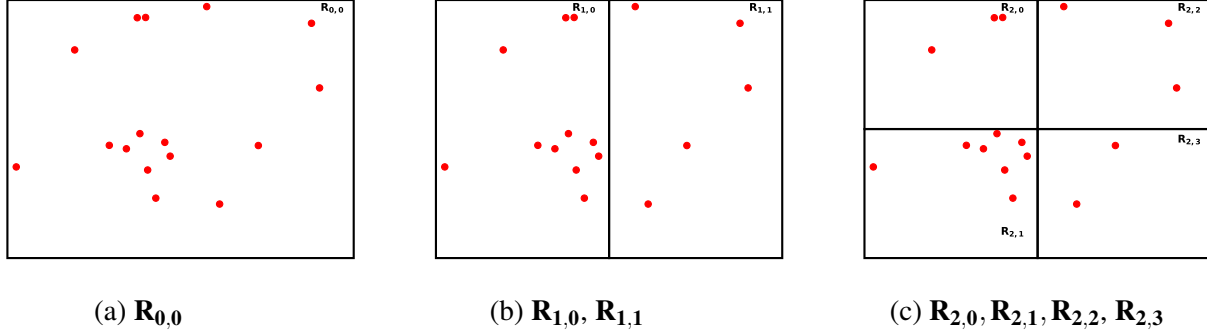 R0,0
R1,0
R1,1
R2,0
R2,2
R2,3
R2,1
(a) R0,0
(b) R1,0, R1,1
(c) R2,0, R2,1, R2,2, R2,3